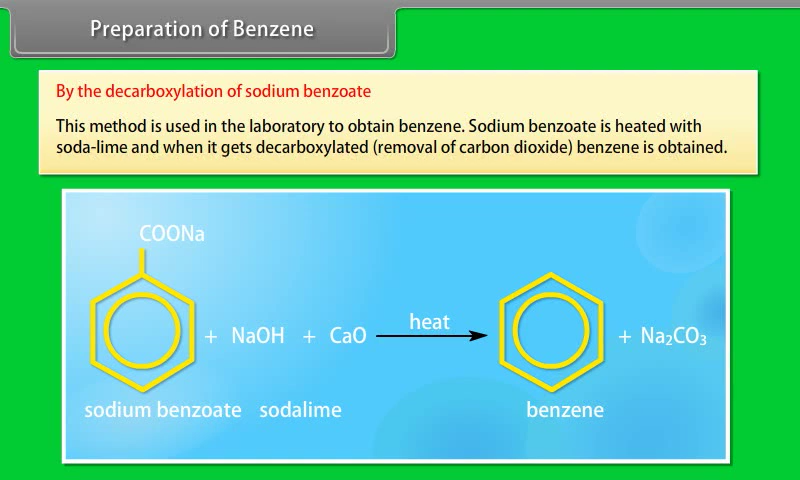 Preparation of Benzene
By the decarboxylation of sodium benzoate
This method is used in the laboratory to obtain benzene. Sodium benzoate is heated with
soda-lime and when it gets decarboxylated (removal of carbon dioxide) benzene is obtained.
COONa
+ NaOH + CaO heat + Na₂CO₃
sodium benzoate sodalime benzene